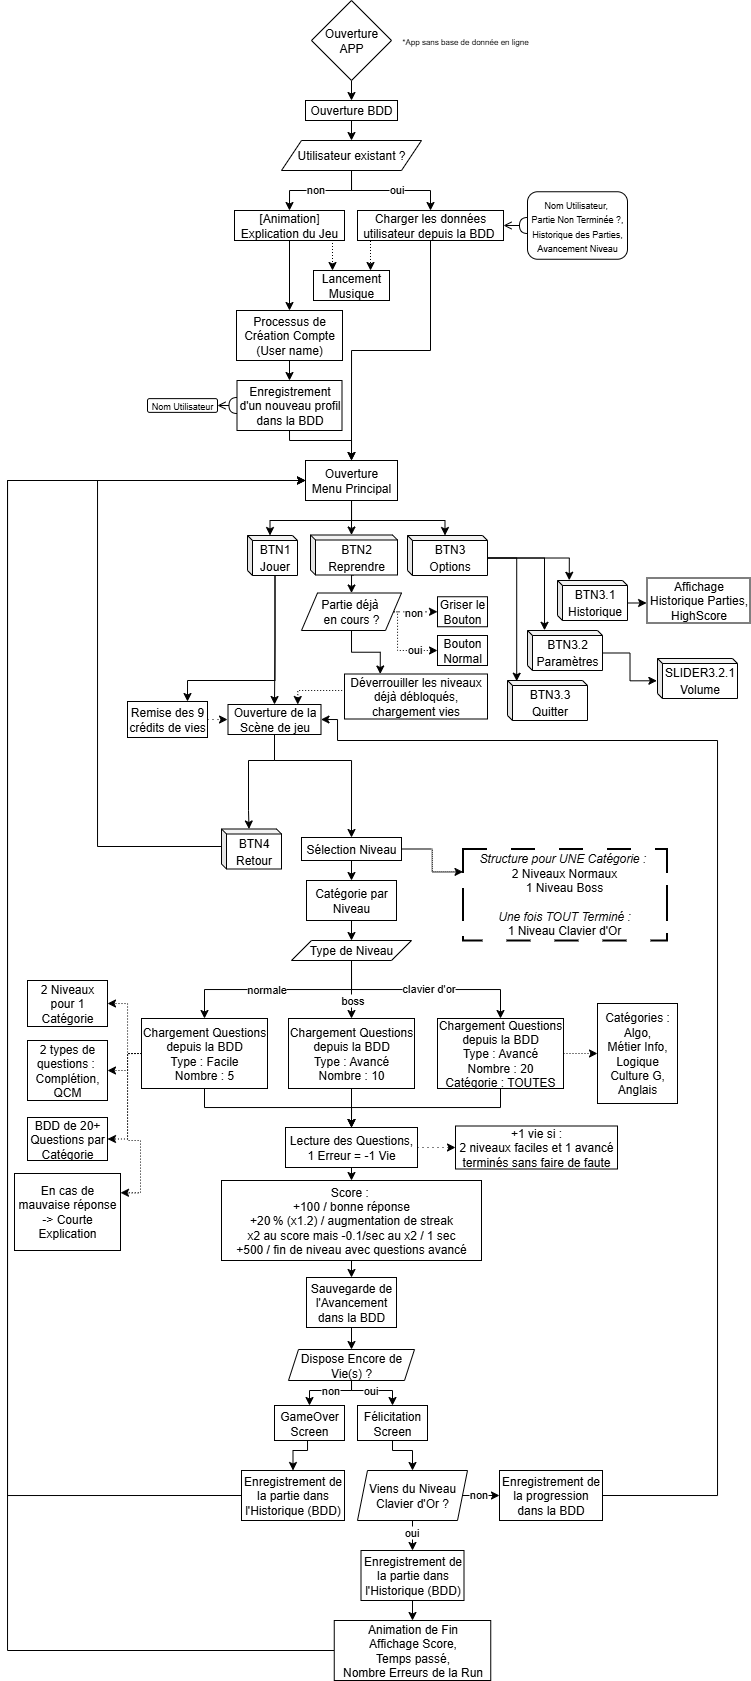 Ouverture
APP
*App sans base de donnée en ligne
Ouverture BDD
Utilisateur existant ?
non
oui
[Animation]
Explication du Jeu
Charger les données
utilisateur depuis la BDD
Nom Utilisateur,
Partie Non Terminée ?,
Historique des Parties,
Avancement Niveau
Lancement
Musique
Processus de
Création Compte
(User name)
Enregistrement
d'un nouveau profil
dans la BDD
Nom Utilisateur
Ouverture
Menu Principal
BTN1
Jouer
BTN2
Reprendre
BTN3
Options
Partie déjà
en cours ?
non
Griser le
Bouton
oui
Bouton
Normal
BTN3.1
Historique
Affichage
Historique Parties,
HighScore
BTN3.2
Paramètres
SLIDER3.2.1
Volume
BTN3.3
Quitter
Déverrouiller les niveaux
déjà débloqués,
chargement vies
Remise des 9
crédits de vies
Ouverture de la
Scène de jeu
BTN4
Retour
Sélection Niveau
Structure pour UNE Catégorie :
2 Niveaux Normaux
1 Niveau Boss
Une fois TOUT Terminé :
1 Niveau Clavier d'Or
Catégorie par
Niveau
Type de Niveau
normale
boss
clavier d'or
2 Niveaux
pour 1
Catégorie
2 types de
questions :
Complétion,
QCM
BDD de 20+
Questions par
Catégorie
En cas de
mauvaise réponse
-> Courte
Explication
Chargement Questions
depuis la BDD
Type : Facile
Nombre : 5
Chargement Questions
depuis la BDD
Type : Avancé
Nombre : 10
Chargement Questions
depuis la BDD
Type : Avancé
Nombre : 20
Catégorie : TOUTES
Catégories :
Algo,
Métier Info,
Logique
Culture G,
Anglais
Lecture des Questions,
1 Erreur = -1 Vie
+1 vie si :
2 niveaux faciles et 1 avancé
terminés sans faire de faute
Score :
+100 / bonne réponse
+20 % (x1.2) / augmentation de streak
x2 au score mais -0.1/sec au x2 / 1 sec
+500 / fin de niveau avec questions avancé
Sauvegarde de
l'Avancement
dans la BDD
Dispose Encore de
Vie(s) ?
non
oui
GameOver
Screen
Félicitation
Screen
Enregistrement de
la partie dans
l'Historique (BDD)
Viens du Niveau
Clavier d'Or ?
non
Enregistrement de
la progression
dans la BDD
oui
Enregistrement de
la partie dans
l'Historique (BDD)
Animation de Fin
Affichage Score,
Temps passé,
Nombre Erreurs de la Run